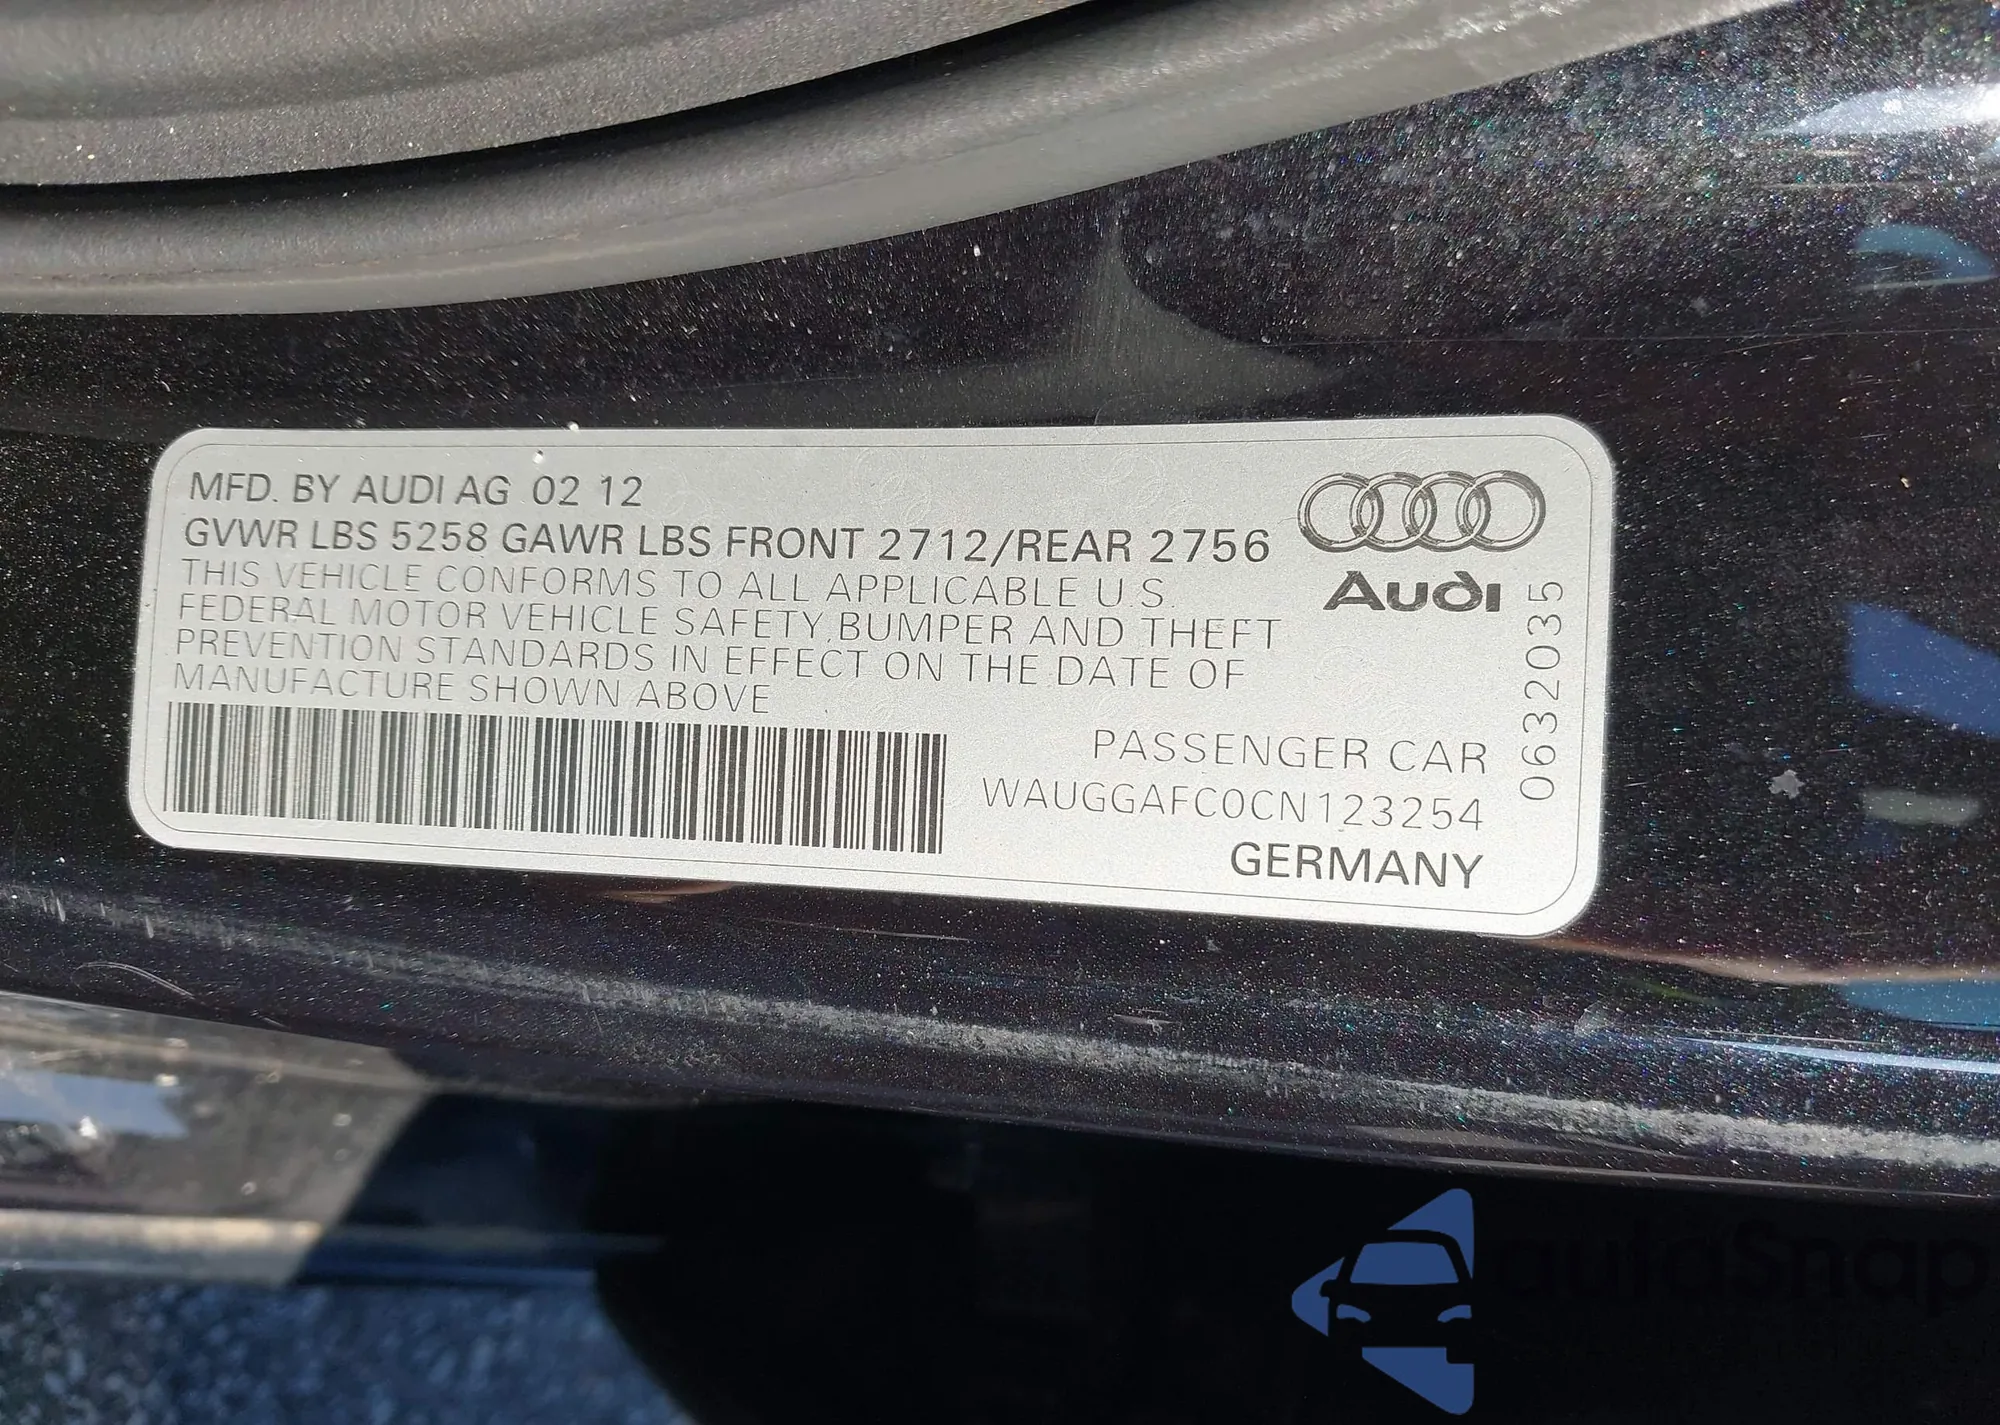 MFD. BY AUDI AG 02 12
GVWR LBS 5258 GAWR LBS FRONT 2712/REAR 2756
THIS VEHICLE CONFORMS TO ALL APPLICABLE U.S.
FEDERAL MOTOR VEHICLE SAFETY, BUMPER AND THEFT
PREVENTION STANDARDS IN EFFECT ON THE DATE OF
MANUFACTURE SHOWN ABOVE
Audi
0632035
PASSENGER CAR
WAUGGAFC0CN123254
GERMANY
autoSnap